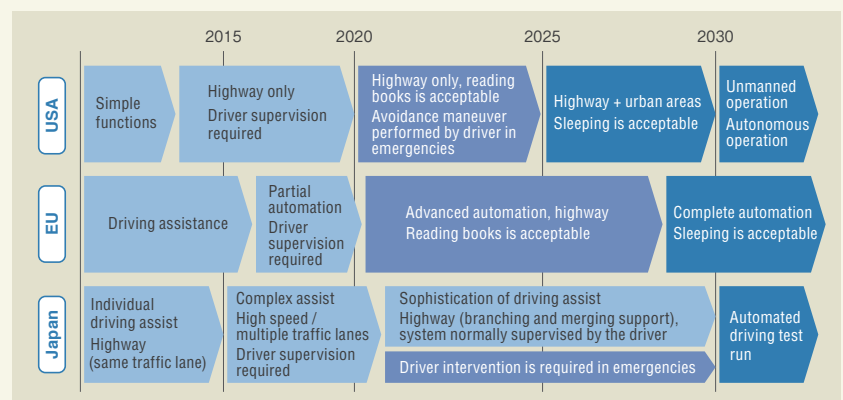 2015
2020
2025
2030
USA
Simple
functions
Highway only
Driver supervision
required
Highway only, reading
books is acceptable
Avoidance maneuver
performed by driver in
emergencies
Highway + urban areas
Sleeping is acceptable
Unmanned
operation
Autonomous
operation
EU
Driving assistance
Partial
automation
Driver
supervision
required
Advanced automation, highway
Reading books is acceptable
Complete automation
Sleeping is acceptable
Japan
Individual
driving assist
Highway
(same traffic lane)
Complex assist
High speed /
multiple traffic lanes
Driver supervision
required
Sophistication of driving assist
Highway (branching and merging support),
system normally supervised by the driver
Driver intervention is required in emergencies
Automated
driving test
run